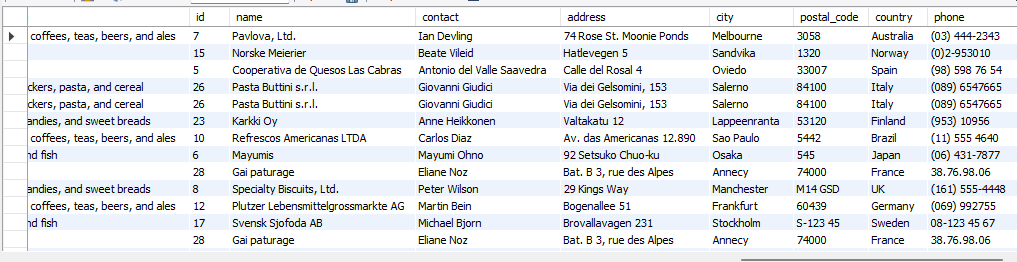 id name contact address city postal_code country phone
coffees, teas, beers, and ales 7 Pavlova, Ltd. Ian Devling 74 Rose St. Moonie Ponds Melbourne 3058 Australia (03) 444-2343
15 Norske Meierier Beate Vileid Hatlevegen 5 Sandvika 1320 Norway (0)2-953010
5 Cooperativa de Quesos Las Cabras Antonio del Valle Saavedra Calle del Rosal 4 Oviedo 33007 Spain (98) 598 76 54
ckers, pasta, and cereal 26 Pasta Buttini s.r.l. Giovanni Giudici Via dei Gelsomini, 153 Salerno 84100 Italy (089) 6547665
ckers, pasta, and cereal 26 Pasta Buttini s.r.l. Giovanni Giudici Via dei Gelsomini, 153 Salerno 84100 Italy (089) 6547665
andies, and sweet breads 23 Karkki Oy Anne Heikkonen Valtakatu 12 Lappeenranta 53120 Finland (953) 10956
coffees, teas, beers, and ales 10 Refrescos Americanas LTDA Carlos Diaz Av. das Americanas 12.890 Sao Paulo 5442 Brazil (11) 555 4640
nd fish 6 Mayumis Mayumi Ohno 92 Setsuko Chuo-ku Osaka 545 Japan (06) 431-7877
28 Gai paturage Eliane Noz Bat. B 3, rue des Alpes Annecy 74000 France 38.76.98.06
andies, and sweet breads 8 Specialty Biscuits, Ltd. Peter Wilson 29 Kings Way Manchester M14 GSD UK (161) 555-4448
coffees, teas, beers, and ales 12 Plutzer Lebensmittelgrossmarkte AG Martin Bein Bogenallee 51 Frankfurt 60439 Germany (069) 992755
nd fish 17 Svensk Sjofoda AB Michael Bjorn Brovallavagen 231 Stockholm S-123 45 Sweden 08-123 45 67
28 Gai paturage Eliane Noz Bat. B 3, rue des Alpes Annecy 74000 France 38.76.98.06